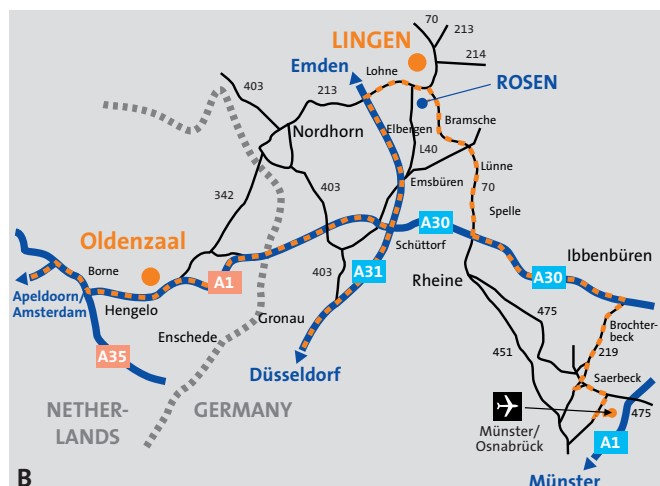 70
213
LINGEN
214
Emden
Lohne
403
213
ROSEN
Bramsche
Elbergen
Nordhorn
L40
Lünne
Emsbüren
342
403
70
Spelle
A30
Oldenzaal
Schüttorf
Ibbenbüren
Borne
A1
403
A31
Rheine
A30
Apeldoorn/
Amsterdam
Hengelo
Gronau
475
Brochter-
beck
Enschede
451
219
A35
Düsseldorf
Saerbeck
NETHER-
LANDS
GERMANY
Münster/
Osnabrück
475
A1
B
Münster